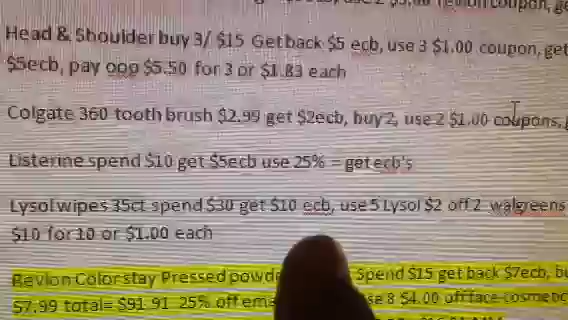 coupon, ge
Head & Shoulder buy 3/ $15 Get back $5 ecb, use 3 $1.00 coupon, get
$5ecb, pay oop $5.50 for 3 or $1.83 each
Colgate 360 tooth brush $2.99 get $2ecb, buy 2, use 2 $1.00 coupons,
Listerine spend $10 get $5ecb use 25% = get ecb's
Lysol wipes 35ct spend $30 get $10 ecb, use 5 Lysol $2 off 2 walgreens
$10 for 10 or $1.00 each
Revlon Colorstay Pressed powd Spend $15 get back $7ecb, bu
$7.99 total= $91.91 25% off ema se 8 $4.00 off face cosmetic